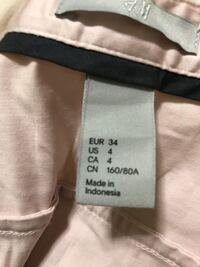 &M
EUR 34
US 4
CA 4
CN 160/80A
Made in
Indonesia